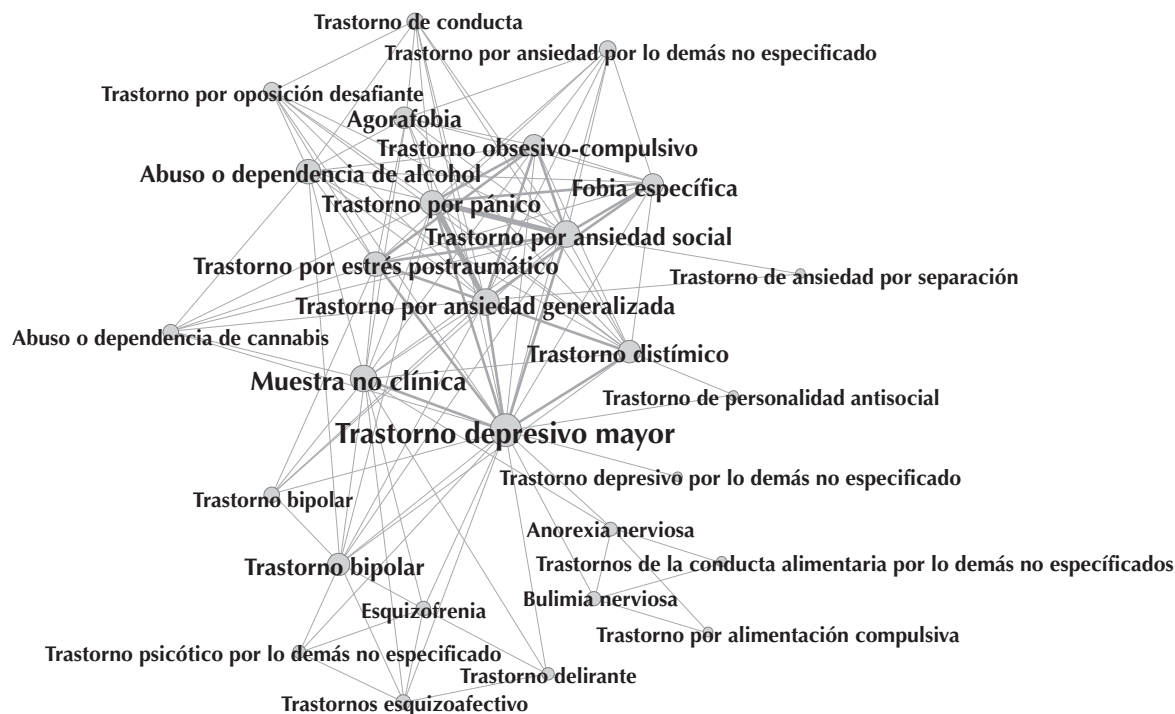 Trastorno de conducta
Trastorno por ansiedad por lo demás no especificado
Trastorno por oposición desafiante
Agorafobia
Trastorno obsesivo-compulsivo
Abuso o dependencia de alcohol
Fobia específica
Trastorno por pánico
Trastorno por ansiedad social
Trastorno por estrés postraumático
Trastorno de ansiedad por separación
Trastorno por ansiedad generalizada
Abuso o dependencia de cannabis
Trastorno distímico
Muestra no clínica
Trastorno de personalidad antisocial
Trastorno depresivo mayor
Trastorno depresivo por lo demás no especificado
Trastorno bipolar
Anorexia nerviosa
Trastornos de la conducta alimentaria por lo demás no específicados
Trastorno bipolar
Bulimia nerviosa
Esquizofrenia
Trastorno por alimentación compulsiva
Trastorno psicótico por lo demás no especificado
Trastorno delirante
Trastornos esquizoafectivo